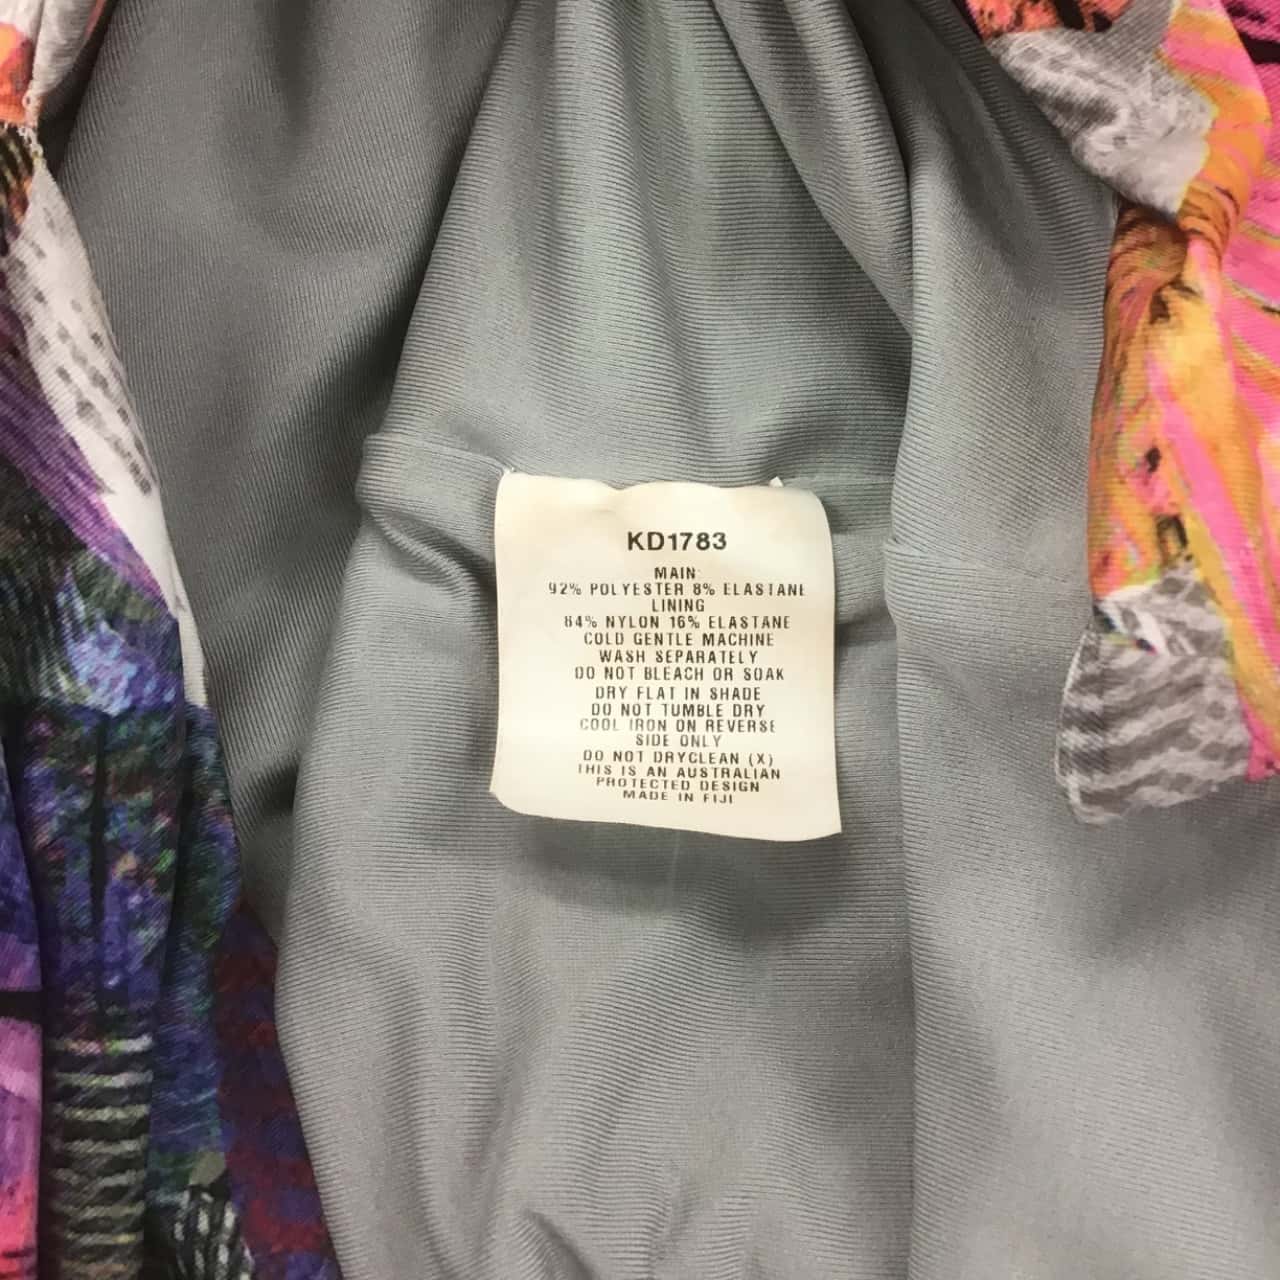 KD1783
MAIN
92% POLYESTER 8% ELASTANE
LINING
84% NYLON 16% ELASTANE
COLD GENTLE MACHINE
WASH SEPARATELY
DO NOT BLEACH OR SOAK
DRY FLAT IN SHADE
DO NOT TUMBLE DRY
COOL IRON ON REVERSE
SIDE ONLY
DO NOT DRYCLEAN (X)
THIS IS AN AUSTRALIAN
PROTECTED DESIGN
MADE IN FIJI